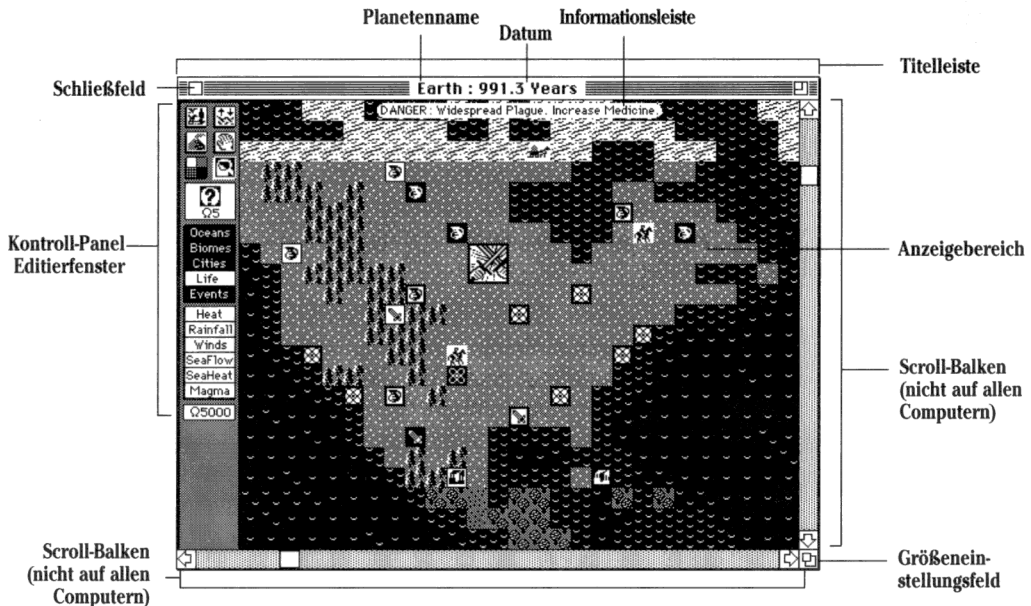 Planetenname
Datum
Informationsleiste
Titelleiste
Schließfeld
Earth : 991.3 Years
DANGER: Widespread Plague. Increase Medicine.
Ω5
Kontroll-Panel
Editierfenster
Oceans
Biomes
Cities
Life
Events
Heat
Rainfall
Winds
SeaFlow
SeaHeat
Magma
Ω5000
Anzeigebereich
Scroll-Balken
(nicht auf allen
Computern)
Scroll-Balken
(nicht auf allen
Computern)
Größenein-
stellungsfeld